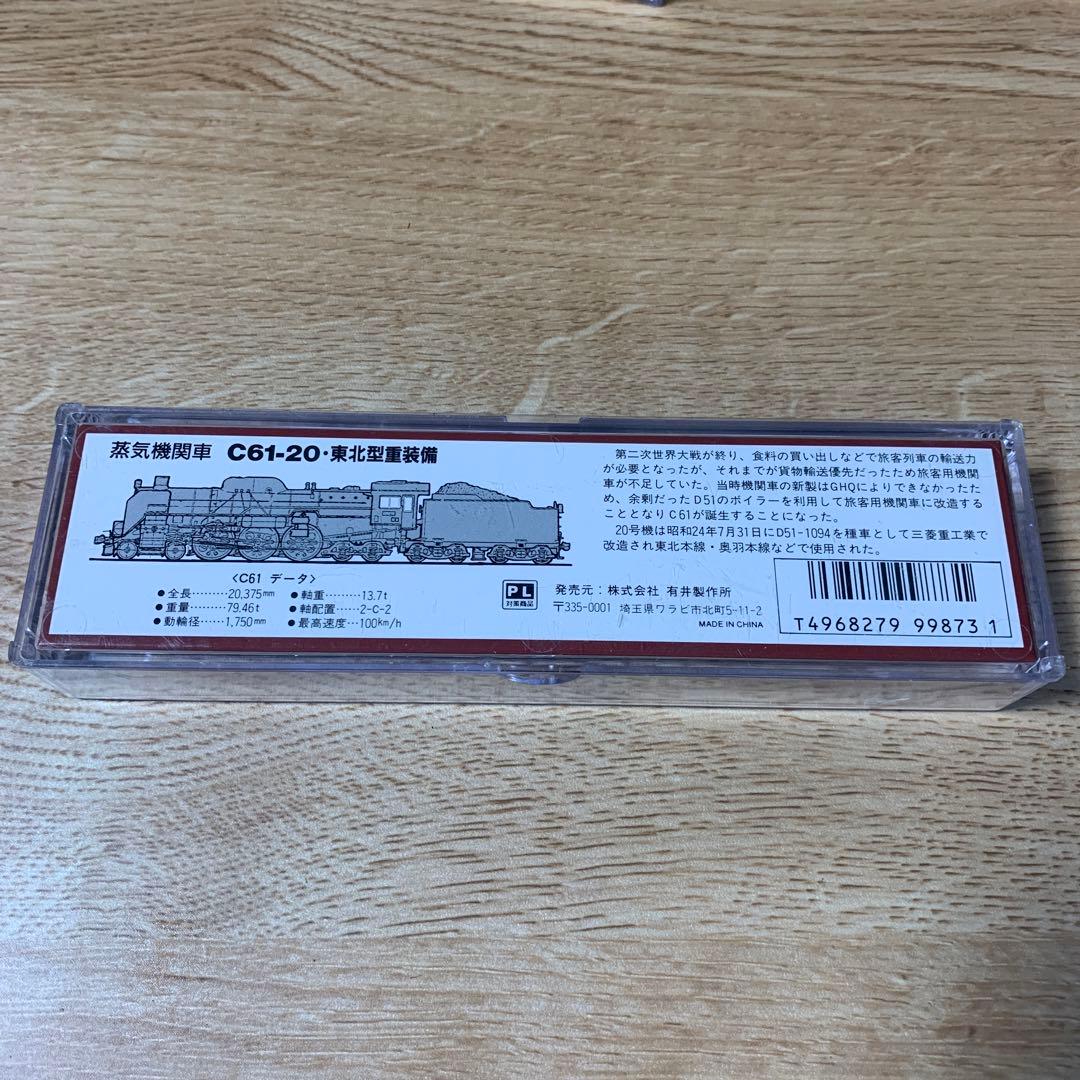 蒸気機関車 C61-20・東北型重装備
〈C61 データ〉
●全長………20,375mm
●重量………79.46t
●動輪径……1,750mm
●軸重………13.7t
●軸配置……2-C-2
●最高速度…100km/h
第二次世界大戦が終り、食料の買い出しなどで旅客列車の輸送力
が必要となったが、それまでが貨物輸送優先だったため旅客用機関
車が不足していた。当時機関車の新製はGHQによりできなかったた
め、余剰だったD51のボイラーを利用して旅客用機関車に改造する
こととなりC61が誕生することになった。
20号機は昭和24年7月31日にD51-1094を種車として三菱重工業で
改造され東北本線・奥羽本線などで使用された。
PL
対策商品
発売元：株式会社 有井製作所
〒335-0001 埼玉県ワラビ市北町5-11-2
MADE IN CHINA
T4968279 99873 1